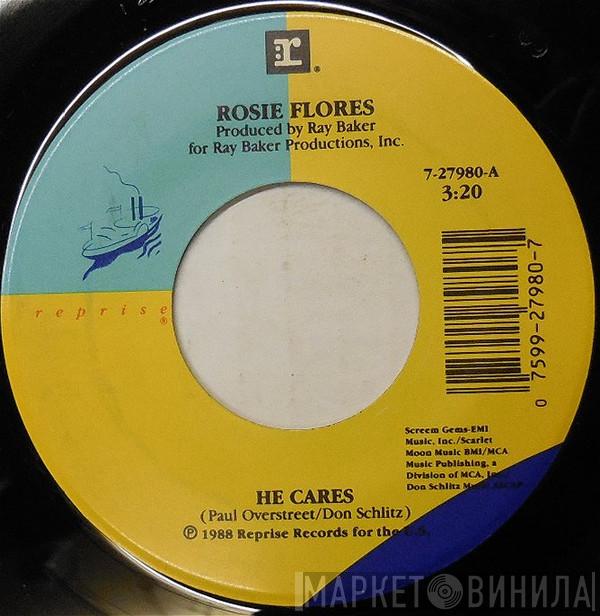 r®
ROSIE FLORES
Produced by Ray Baker
for Ray Baker Productions, Inc.
7-27980-A
3:20
reprise
®
0 7599-27980-7
Screem Gems-EMI
Music, Inc./Scarlet
Moon Music BMI/MCA
Music Publishing, a
Division of MCA, Inc
Don Schlitz Music ASCAP
HE CARES
(Paul Overstreet/Don Schlitz)
℗ 1988 Reprise Records for the U.S.
МАРКЕТ ВИНИЛА